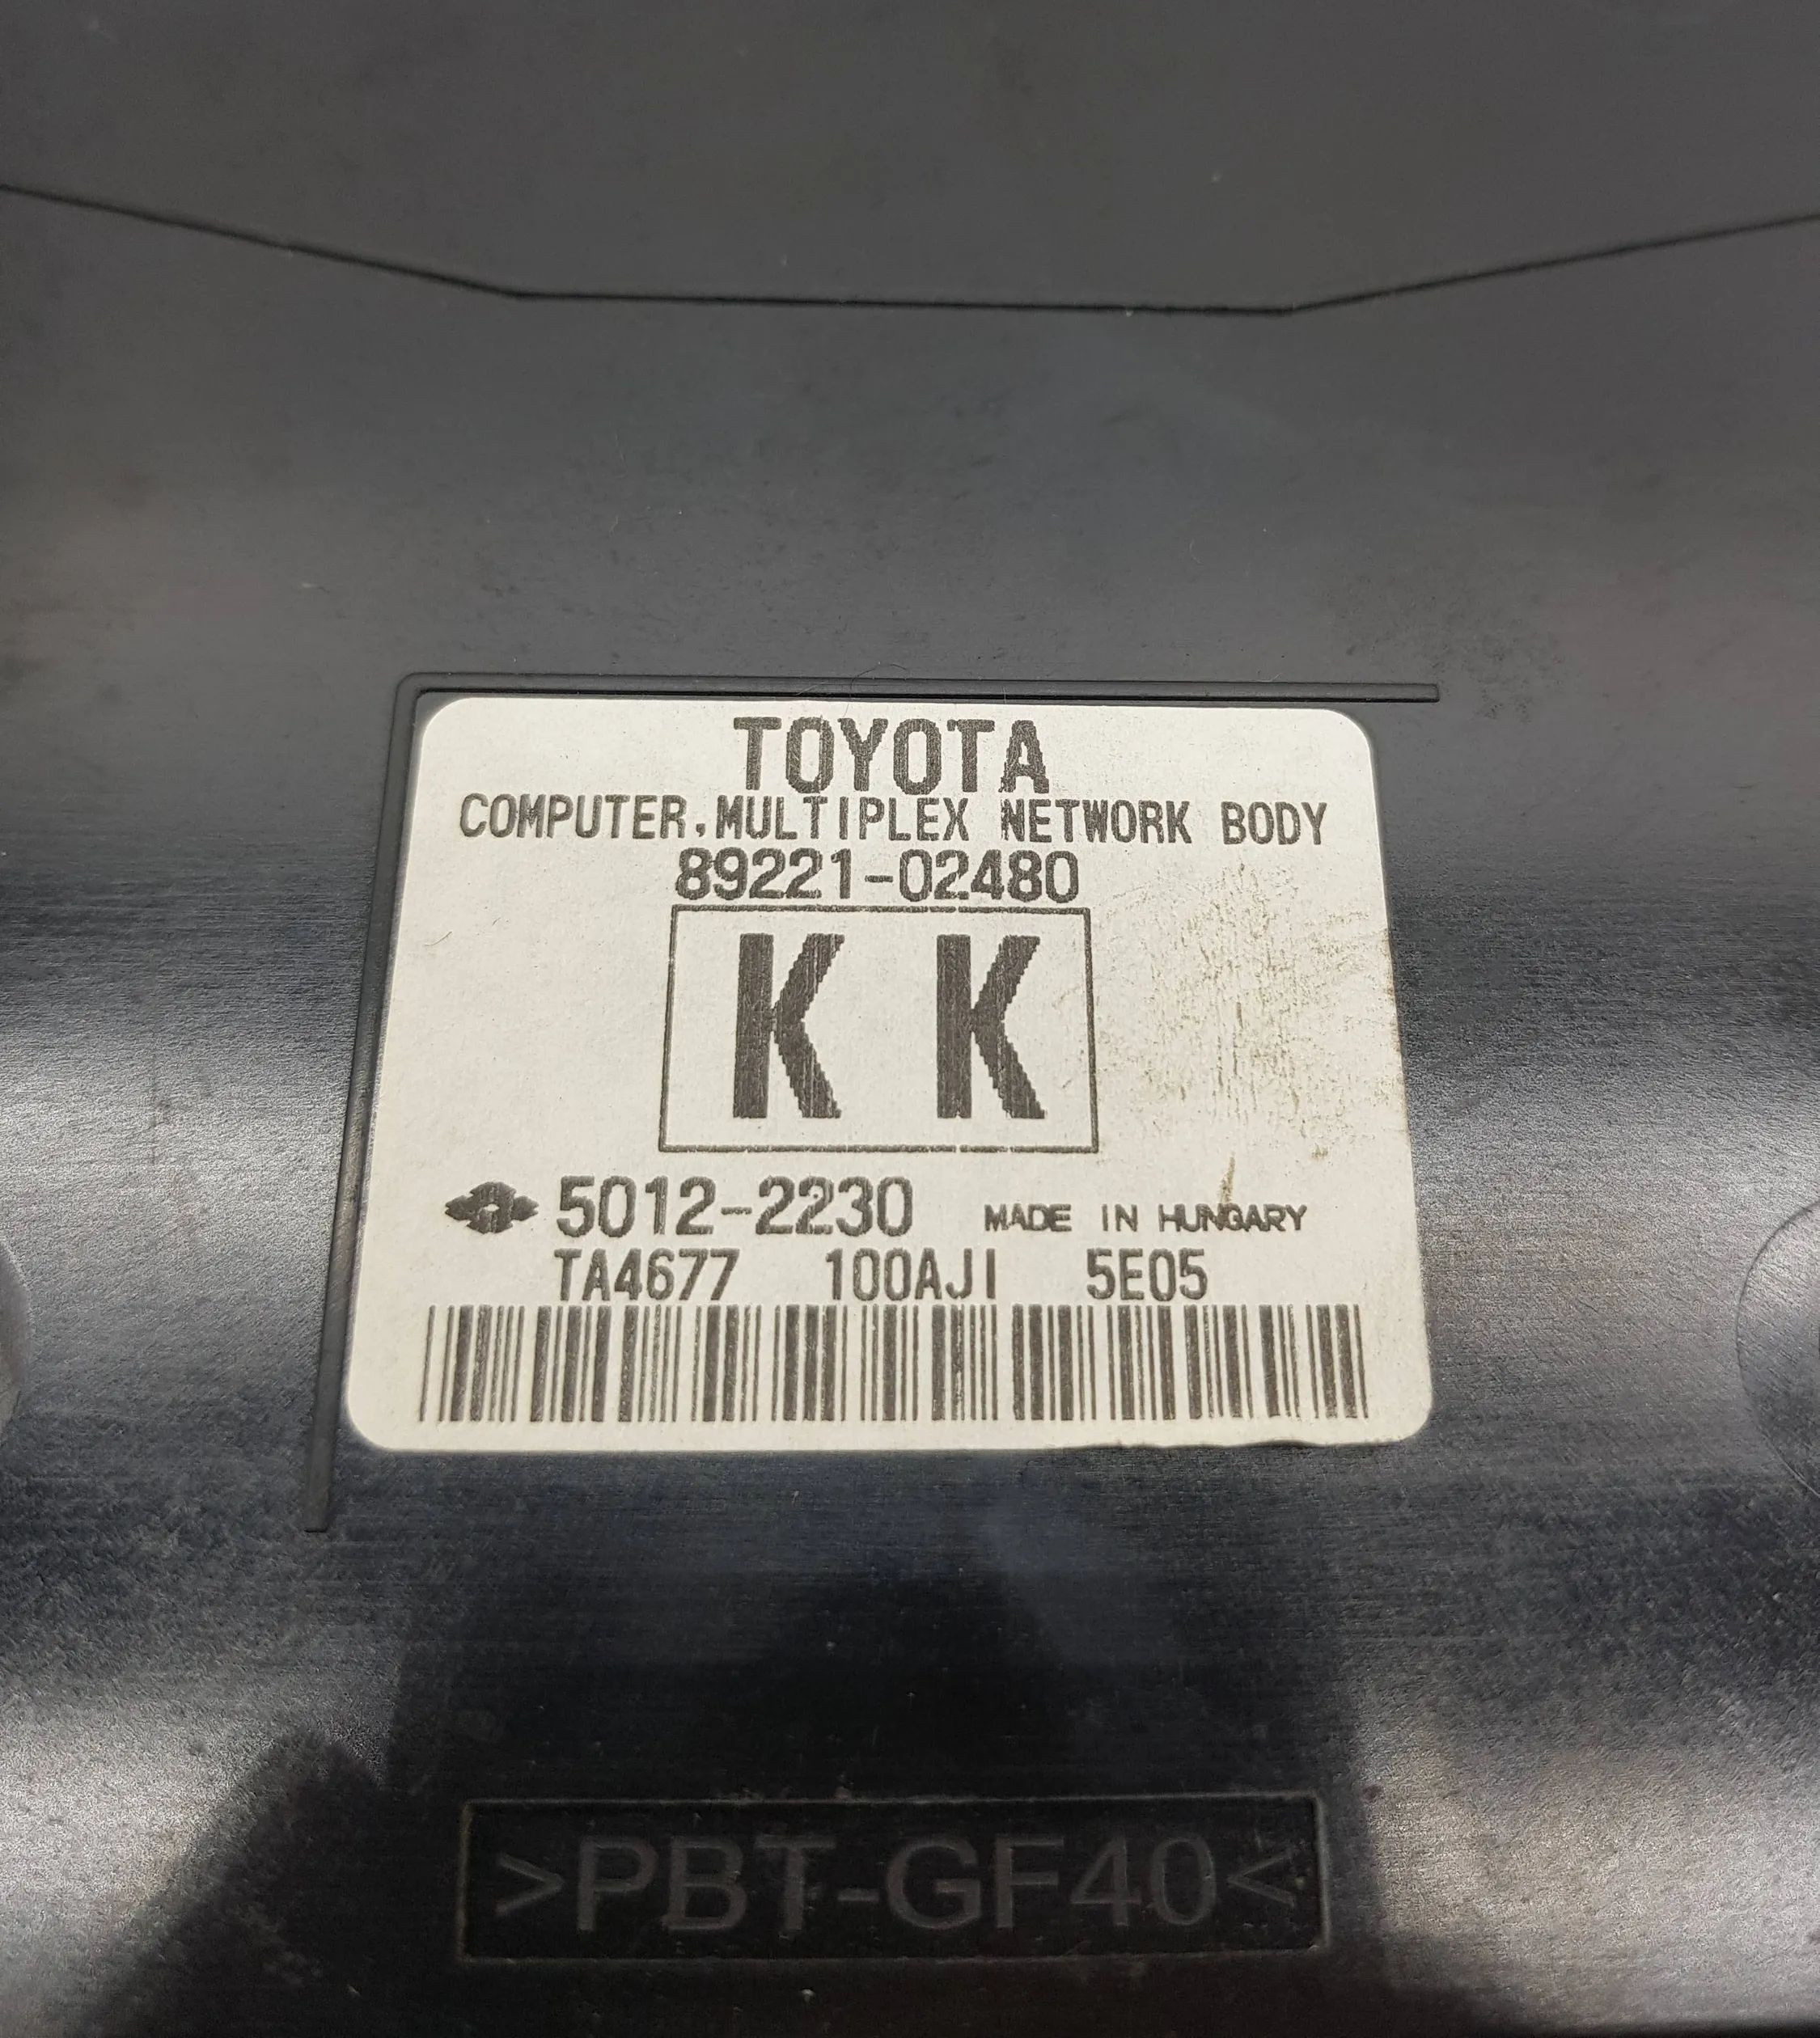 TOYOTA
COMPUTER,MULTIPLEX NETWORK BODY
89221-02480
K K
5012-2230 MADE IN HUNGARY
TA4677 100AJI 5E05
>PBT-GF40<